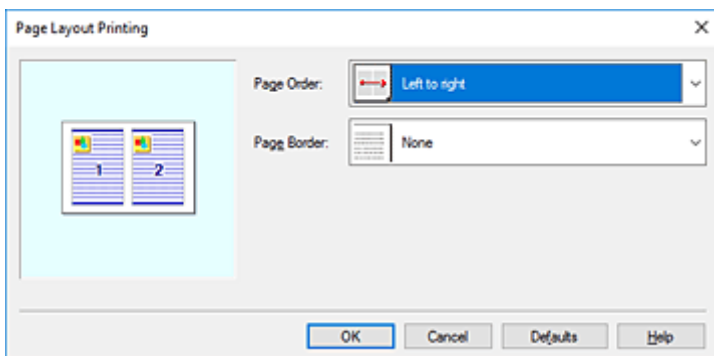 Page Layout Printing
Page Order: Left to right
Page Border: None
1 2
OK Cancel Defaults Help